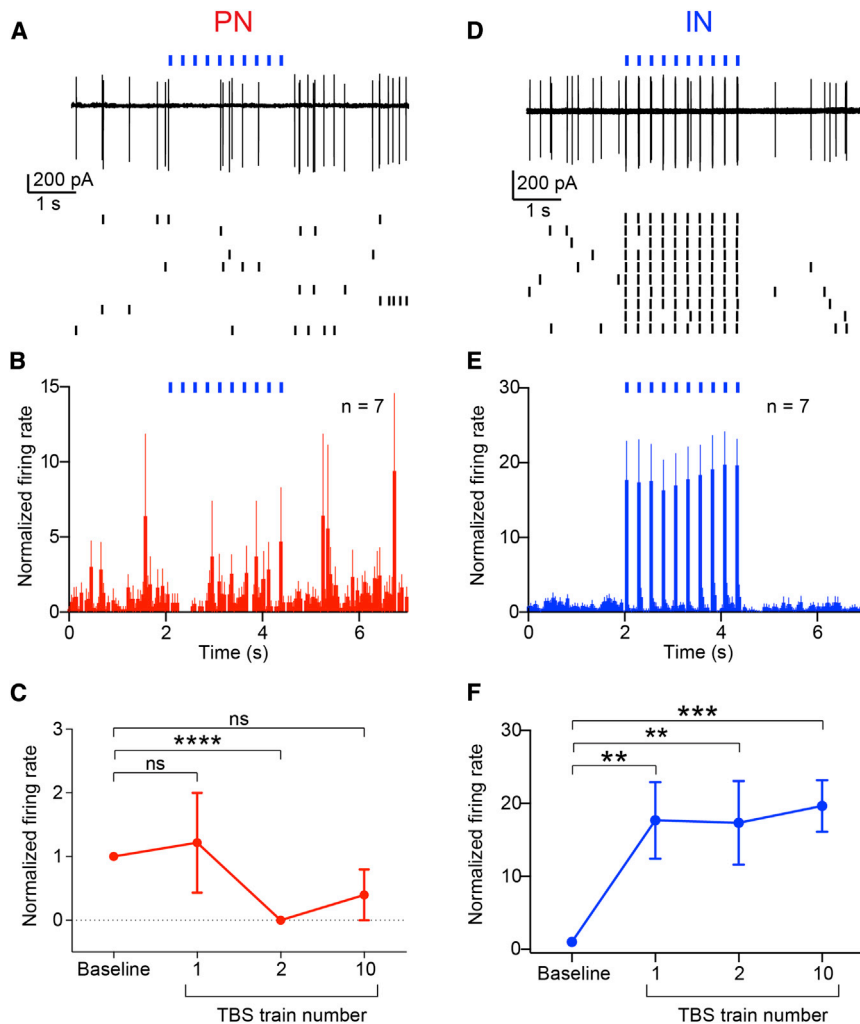 PN
IN
A
200 pA
1 s
D
200 pA
1 s
B
n = 7
Normalized firing rate
15
10
5
0
0 2 4 6
Time (s)
E
n = 7
Normalized firing rate
30
20
10
0
0 2 4 6
Time (s)
C
ns
****
ns
Normalized firing rate
3
2
1
0
Baseline 1 2 10
TBS train number
F
***
**
**
Normalized firing rate
30
20
10
0
Baseline 1 2 10
TBS train number